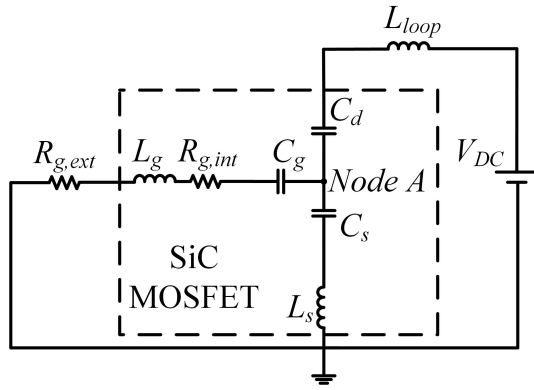 L_loop
C_d
R_g,ext
L_g
R_g,int
C_g
Node A
V_DC
C_s
SiC
MOSFET
L_s